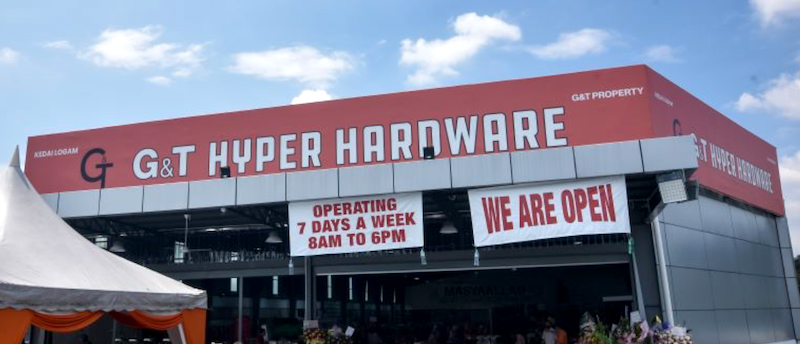 KEDAI LOGAM
G&T PROPERTY
G&T HYPER HARDWARE
G&T HYPER HARDWARE
OPERATING
7 DAYS A WEEK
8AM TO 6PM
WE ARE OPEN